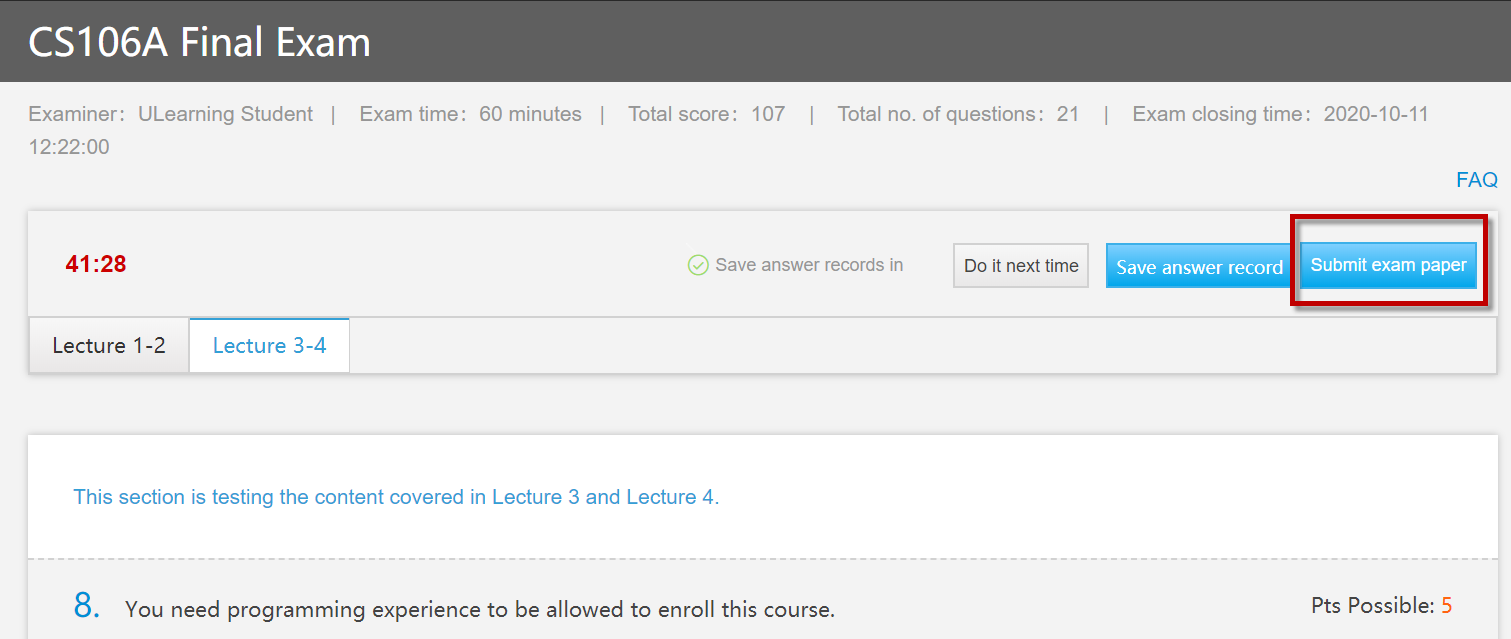 CS106A Final Exam
Examiner： ULearning Student | Exam time： 60 minutes | Total score： 107 | Total no. of questions： 21 | Exam closing time： 2020-10-11
12:22:00
FAQ
41:28 Save answer records in Do it next time Save answer record Submit exam paper
Lecture 1-2 Lecture 3-4
This section is testing the content covered in Lecture 3 and Lecture 4.
8. You need programming experience to be allowed to enroll this course. Pts Possible: 5